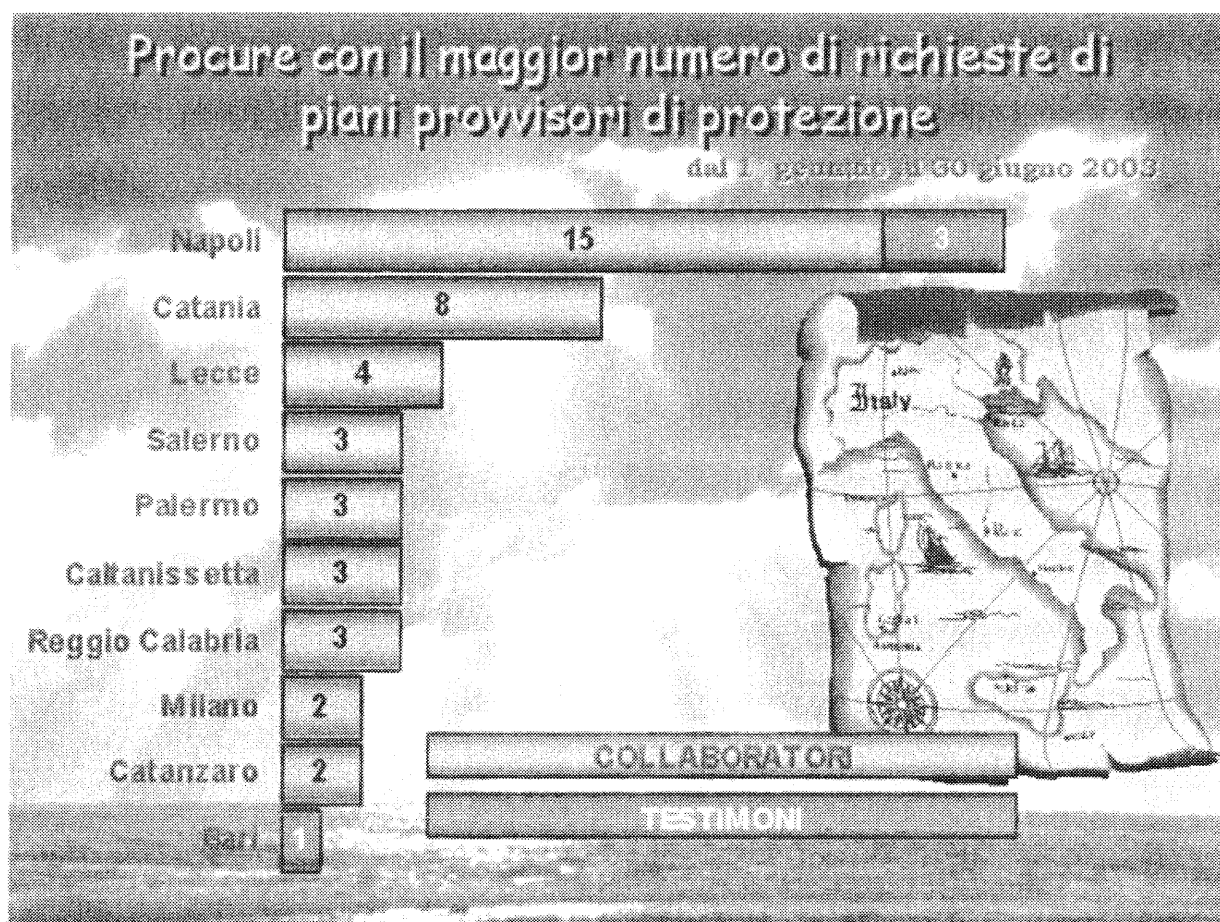 Procure con il maggior numero di richieste di
piani provvisori di protezione
dal 1 gennaio al 30 giugno 2003
Napoli 15 3
Catania 8
Lecce 4
Salerno 3
Palermo 3
Caltanissetta 3
Reggio Calabria 3
Milano 2
Catanzaro 2
Bari 1
Italy
COLLABORATORI
TESTIMONI